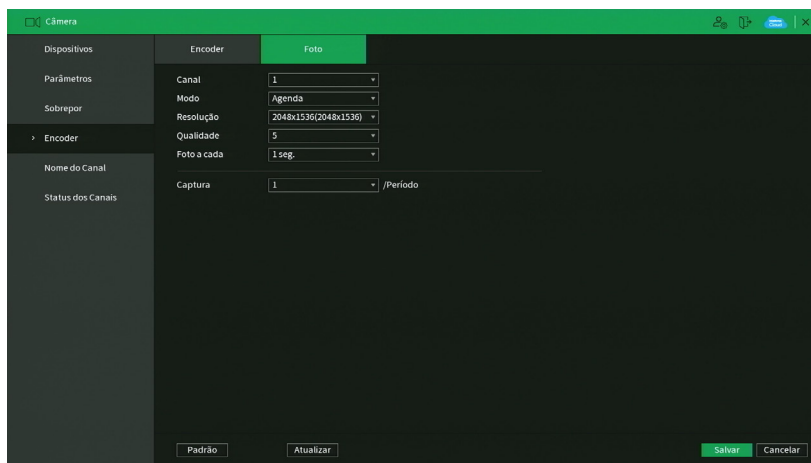 Câmera
Cloud
Dispositivos
Encoder Foto
Parâmetros
Canal 1
Modo Agenda
Sobrepor
Resolução 2048x1536(2048x1536)
> Encoder
Qualidade 5
Foto a cada 1 seg.
Nome do Canal
Captura 1 /Período
Status dos Canais
Padrão Atualizar Salvar Cancelar